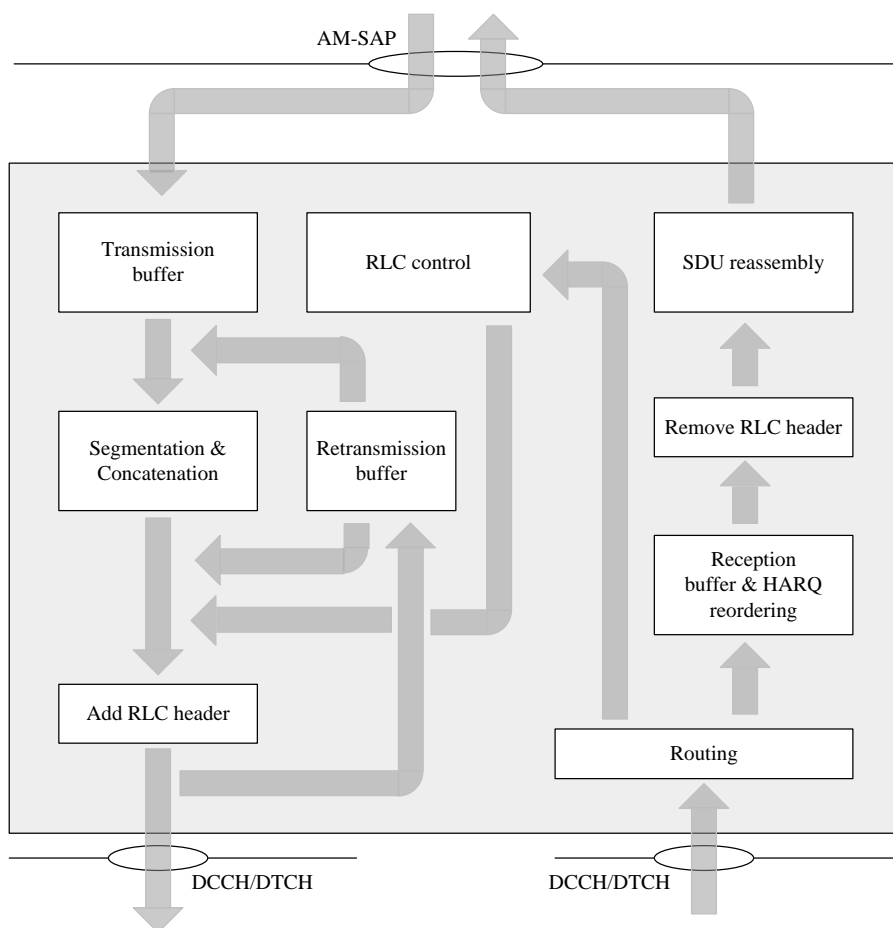 AM-SAP
Transmission
buffer
RLC control
SDU reassembly
Segmentation &
Concatenation
Retransmission
buffer
Remove RLC header
Reception
buffer & HARQ
reordering
Add RLC header
Routing
DCCH/DTCH
DCCH/DTCH